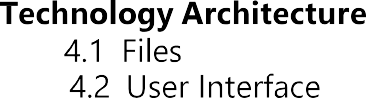 Technology Architecture
4.1 Files
4.2 User Interface